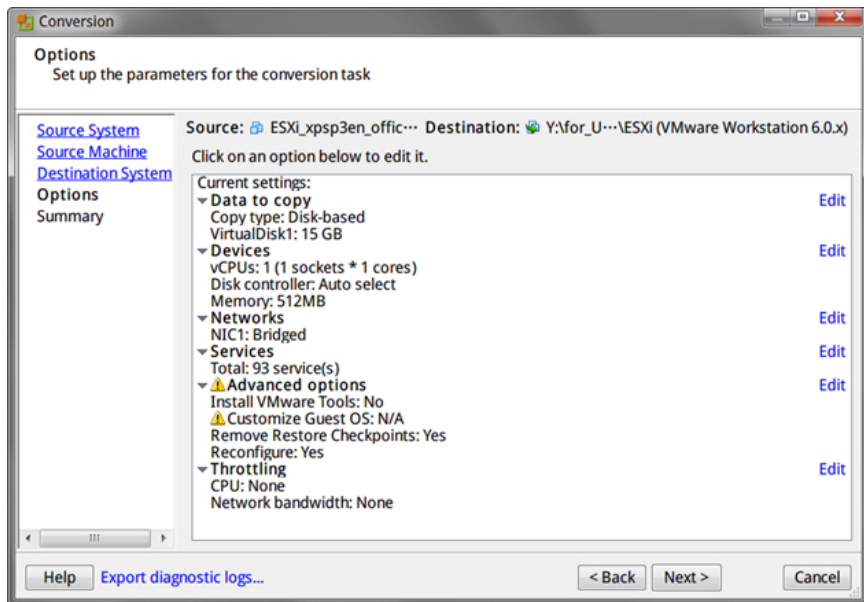 Conversion
Options
Set up the parameters for the conversion task
Source System
Source Machine
Destination System
Options
Summary
Source: ESXi_xpsp3en_offic··· Destination: Y:\for_U···\ESXi (VMware Workstation 6.0.x)
Click on an option below to edit it.
Current settings:
Data to copy Edit
Copy type: Disk-based
VirtualDisk1: 15 GB
Devices Edit
vCPUs: 1 (1 sockets * 1 cores)
Disk controller: Auto select
Memory: 512MB
Networks Edit
NIC1: Bridged
Services Edit
Total: 93 service(s)
Advanced options Edit
Install VMware Tools: No
Customize Guest OS: N/A
Remove Restore Checkpoints: Yes
Reconfigure: Yes
Throttling Edit
CPU: None
Network bandwidth: None
Help Export diagnostic logs... < Back Next > Cancel